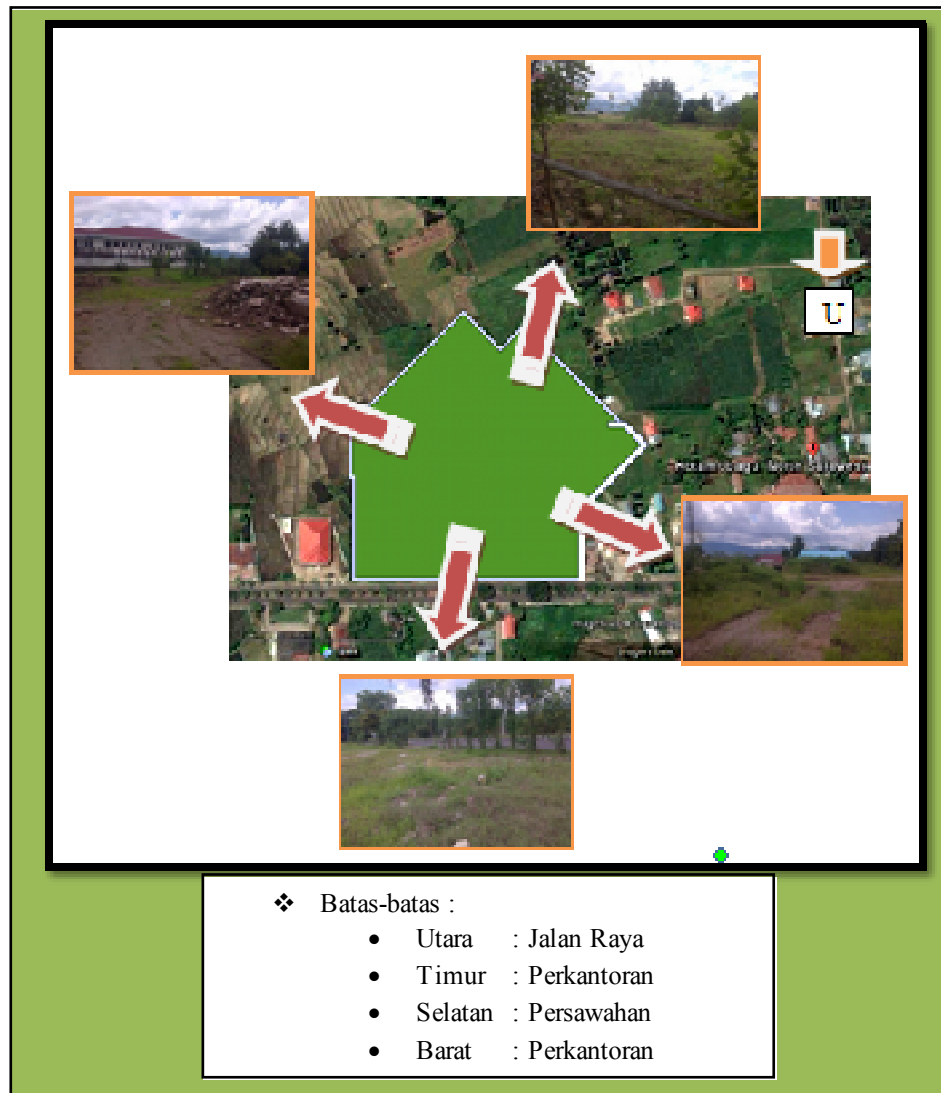 U
❖ Batas-batas :
• Utara : Jalan Raya
• Timur : Perkantoran
• Selatan : Persawahan
• Barat : Perkantoran